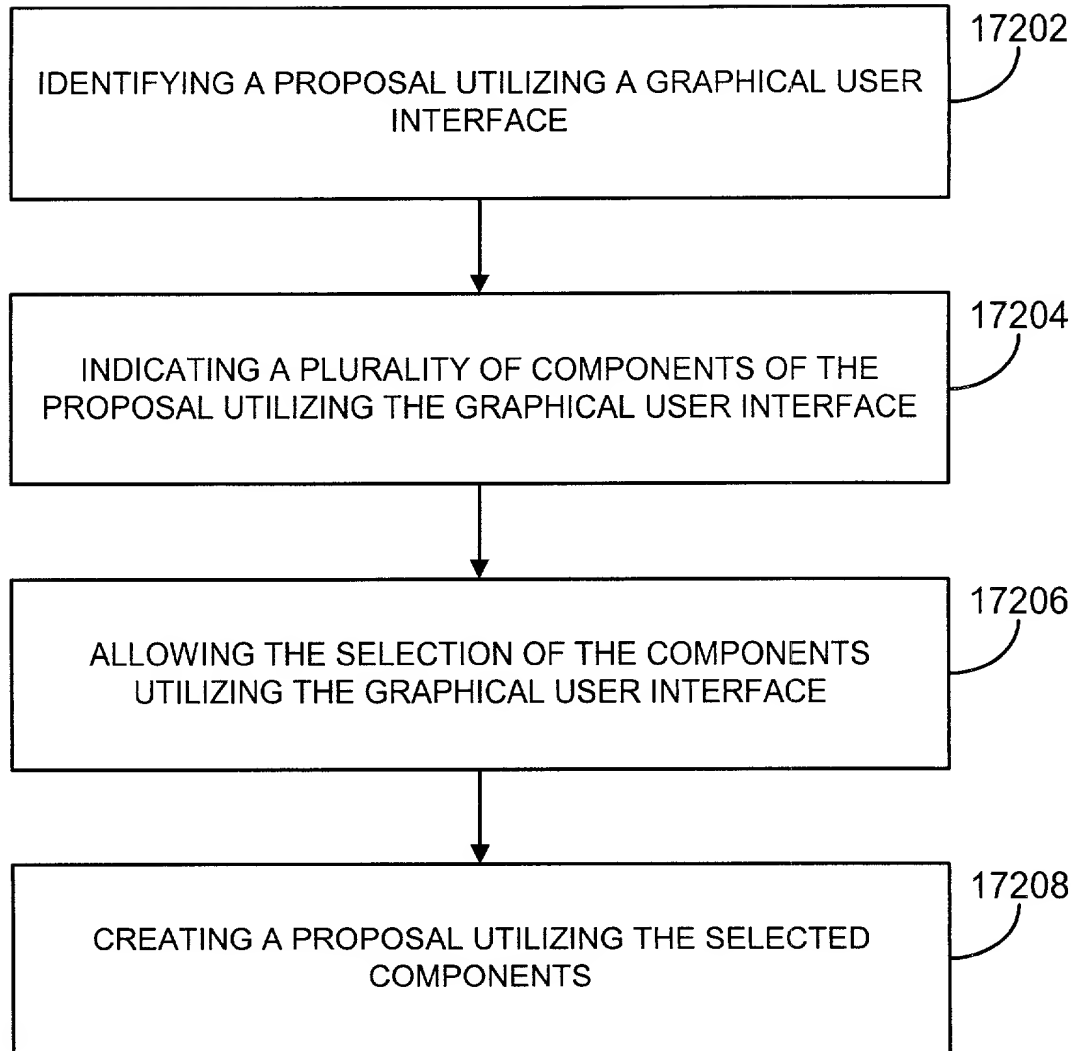 17202
IDENTIFYING A PROPOSAL UTILIZING A GRAPHICAL USER
INTERFACE
17204
INDICATING A PLURALITY OF COMPONENTS OF THE
PROPOSAL UTILIZING THE GRAPHICAL USER INTERFACE
17206
ALLOWING THE SELECTION OF THE COMPONENTS
UTILIZING THE GRAPHICAL USER INTERFACE
17208
CREATING A PROPOSAL UTILIZING THE SELECTED
COMPONENTS